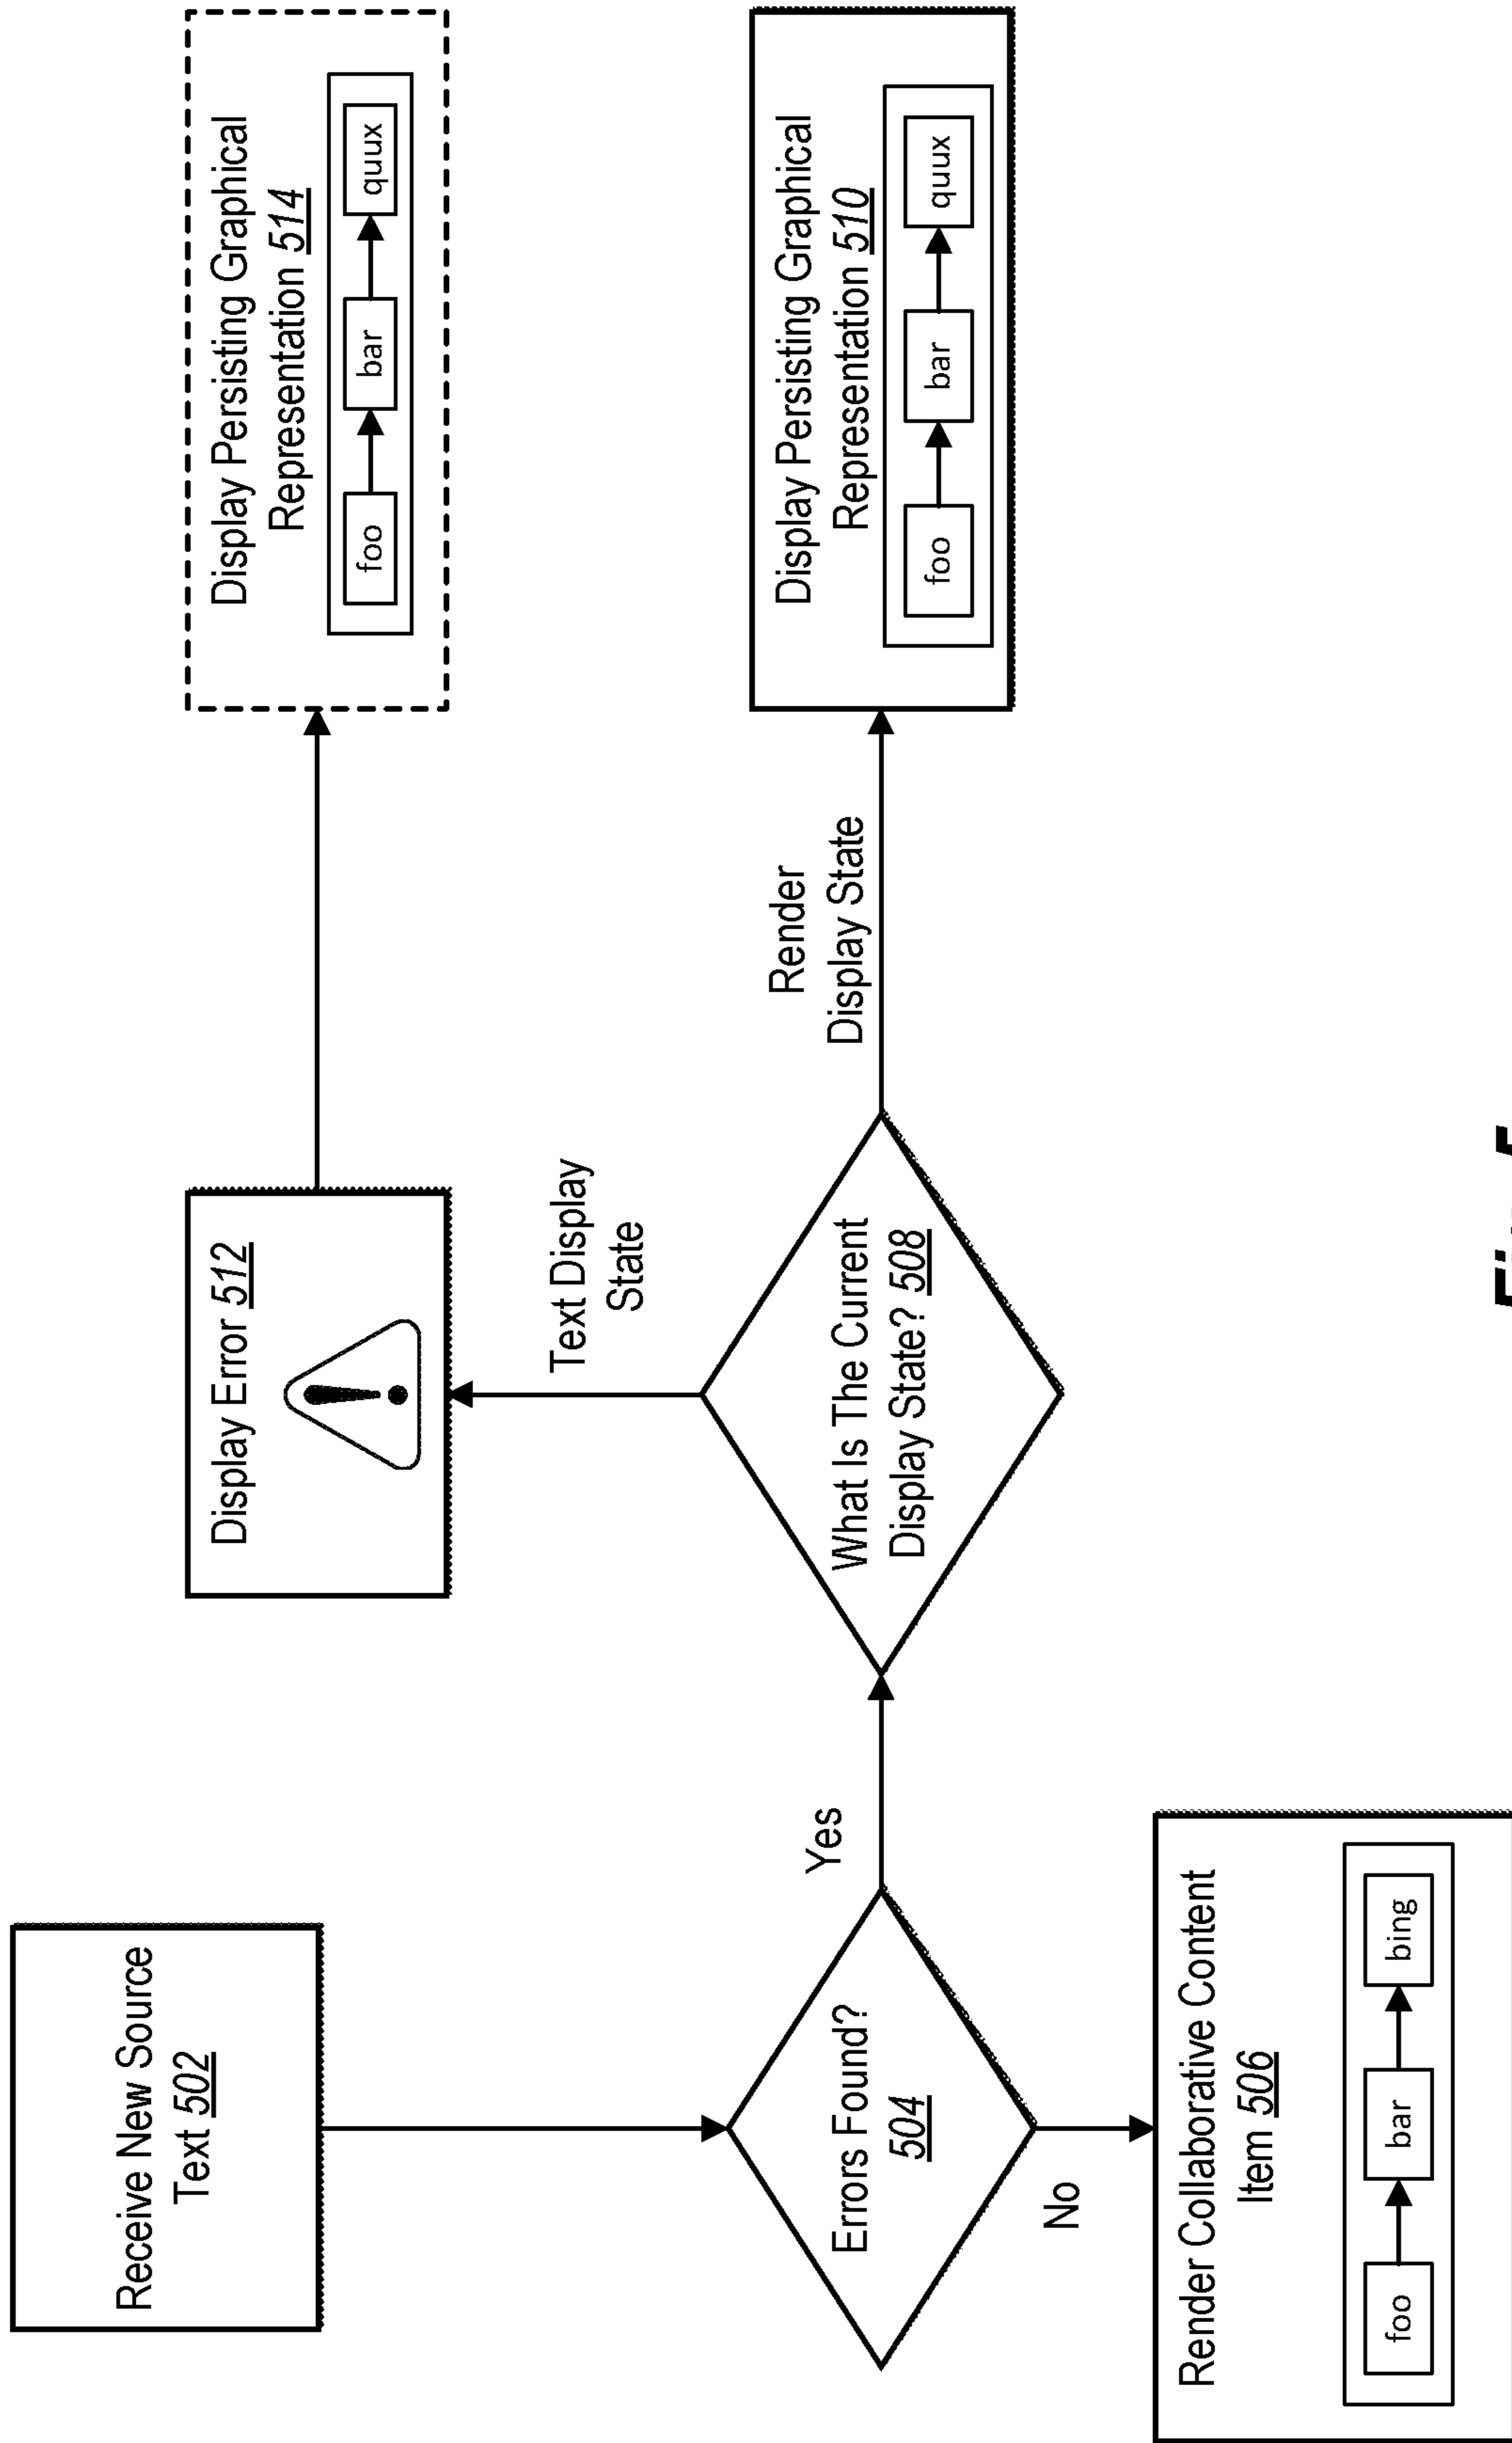 Receive New Source
Text 502
Errors Found?
504
No
Yes
Render Collaborative Content
Item 506
foo
bar
bing
What Is The Current
Display State? 508
Text Display
State
Render
Display State
Display Error 512
Display Persisting Graphical
Representation 514
foo
bar
quux
Display Persisting Graphical
Representation 510
foo
bar
quux